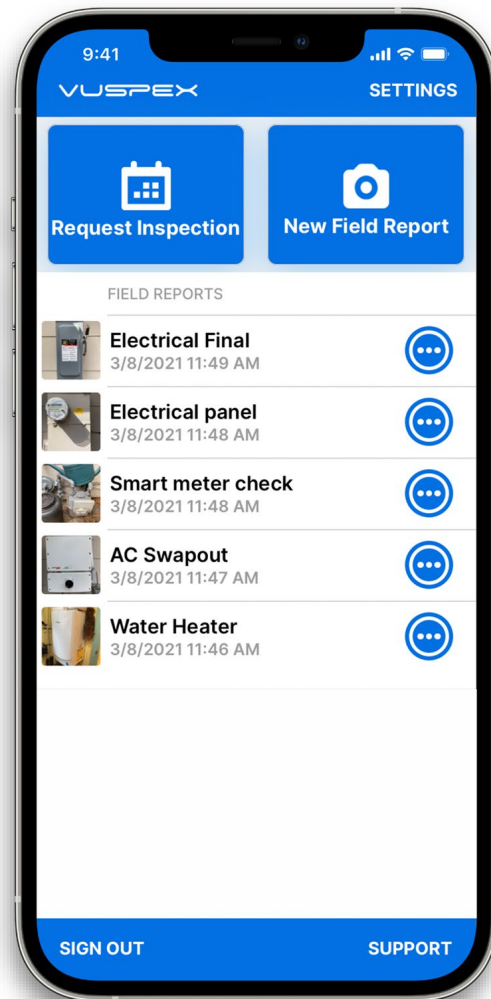 9:41
VUSPEX SETTINGS
Request Inspection
New Field Report
FIELD REPORTS
Electrical Final
3/8/2021 11:49 AM
Electrical panel
3/8/2021 11:48 AM
Smart meter check
3/8/2021 11:48 AM
AC Swapout
3/8/2021 11:47 AM
Water Heater
3/8/2021 11:46 AM
SIGN OUT SUPPORT